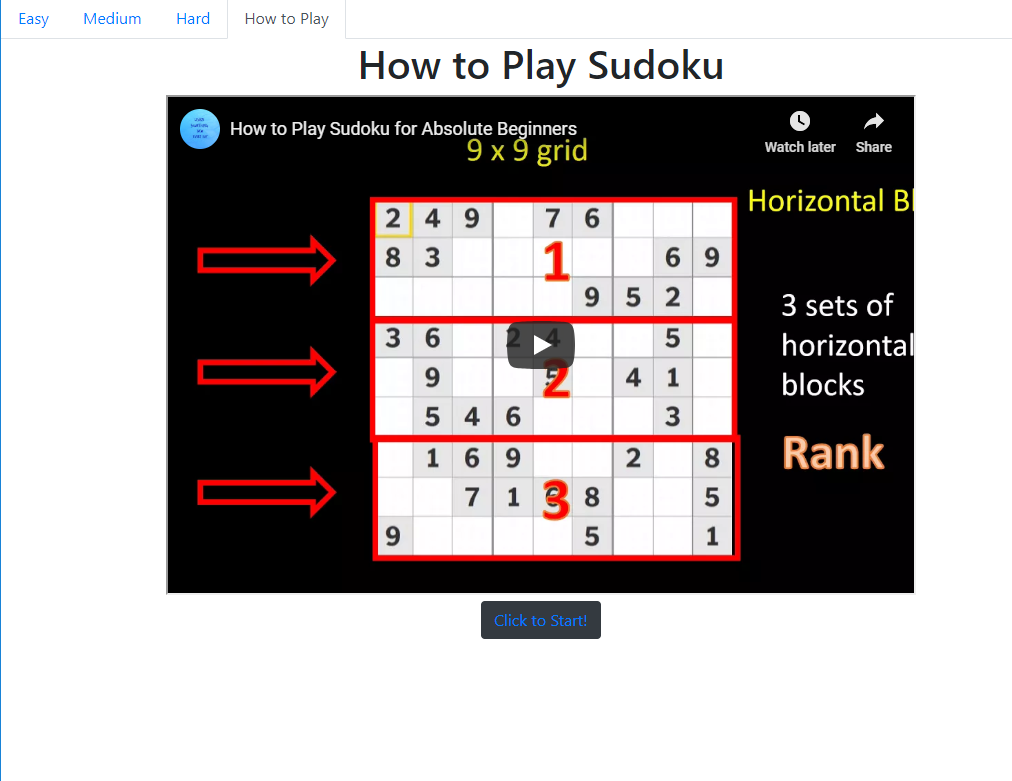 Easy Medium Hard How to Play
How to Play Sudoku
How to Play Sudoku for Absolute Beginners
Watch later Share
9 x 9 grid
Horizontal Bl
2 4 9 7 6
8 3 1 6 9
9 5 2
3 sets of
horizontal
blocks
3 6 2 4 5
9 5 2 4 1
5 4 6 3
Rank
1 6 9 2 8
7 1 6 3 8 5
9 5 1
Click to Start!